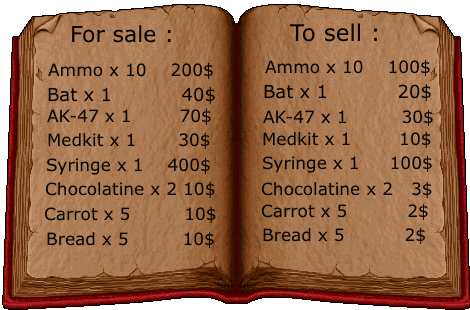 For sale :
Ammo x 10 200$
Bat x 1 40$
AK-47 x 1 70$
Medkit x 1 30$
Syringe x 1 400$
Chocolatine x 2 10$
Carrot x 5 10$
Bread x 5 10$
To sell :
Ammo x 10 100$
Bat x 1 20$
AK-47 x 1 30$
Medkit x 1 10$
Syringe x 1 100$
Chocolatine x 2 3$
Carrot x 5 2$
Bread x 5 2$